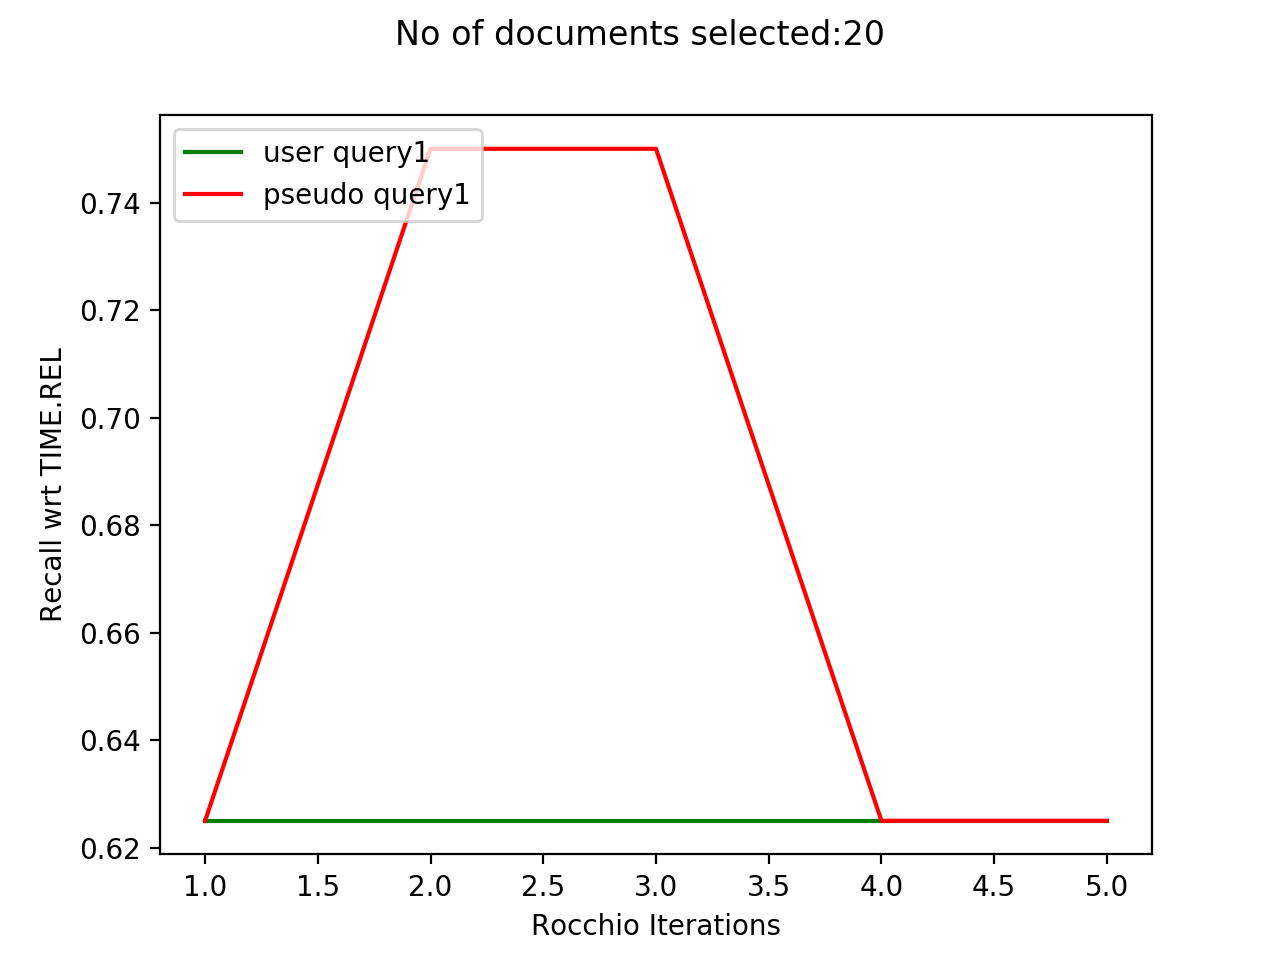 No of documents selected:20
user query1
pseudo query1
0.74
0.72
0.70
0.68
0.66
0.64
0.62
Recall wrt TIME.REL
1.0 1.5 2.0 2.5 3.0 3.5 4.0 4.5 5.0
Rocchio Iterations